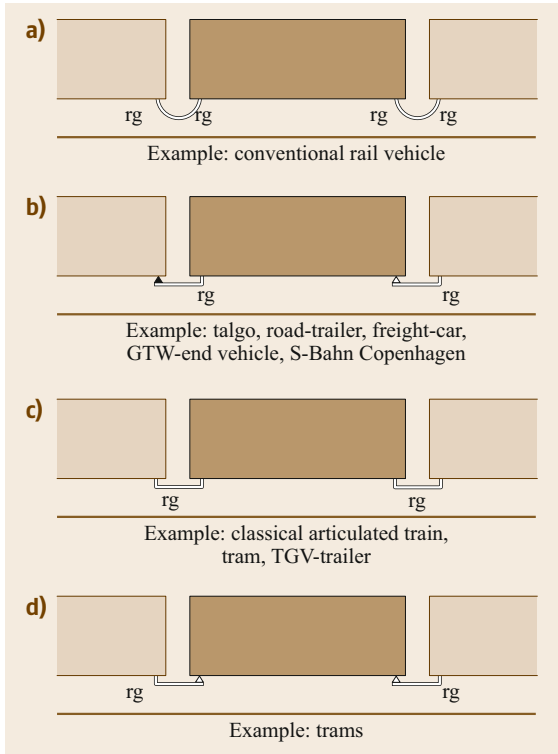 a)
rg rg rg rg
Example: conventional rail vehicle
b)
rg
Example: talgo, road-trailer, freight-car,
GTW-end vehicle, S-Bahn Copenhagen
c)
rg rg
Example: classical articulated train,
tram, TGV-trailer
d)
rg rg
Example: trams